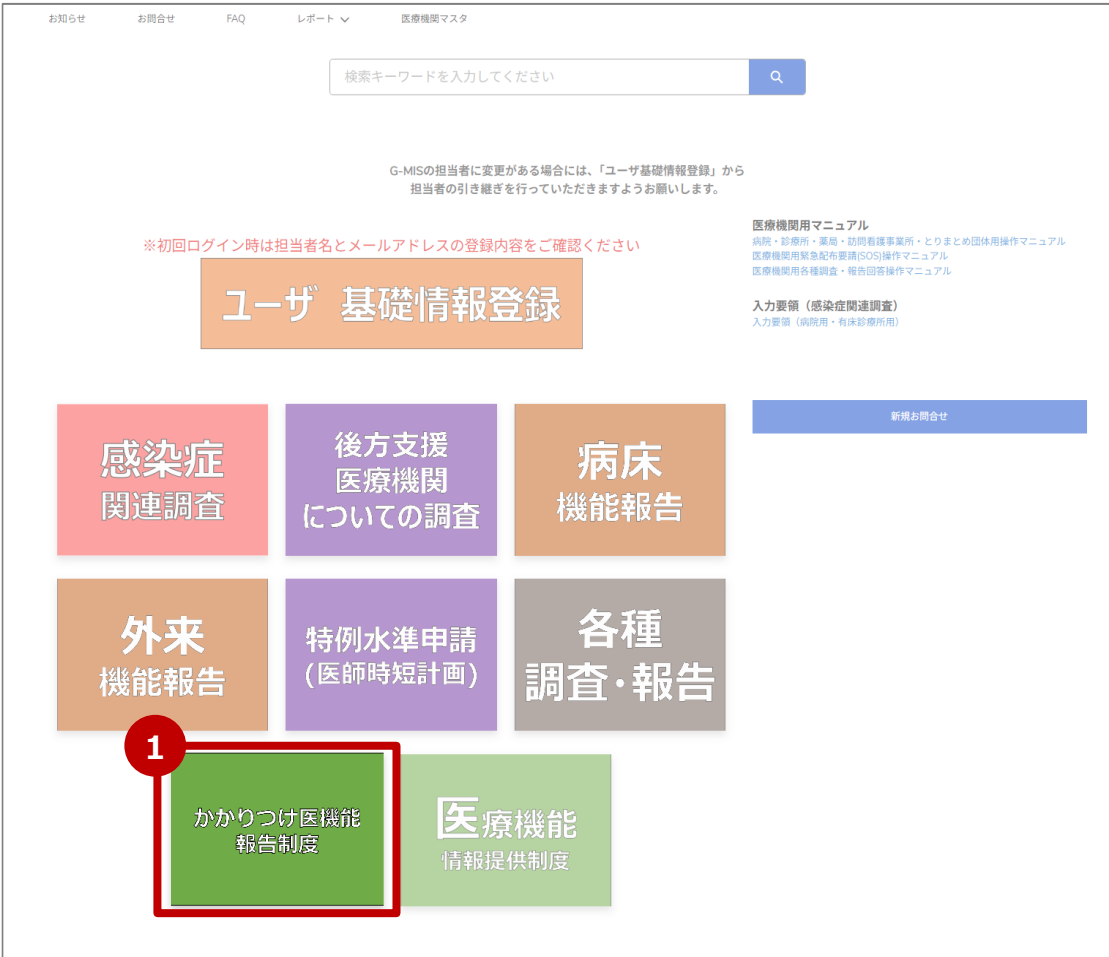 お知らせ
お問合せ
FAQ
レポート
医療機関マスタ
検索キーワードを入力してください
G-MISの担当者に変更がある場合には、「ユーザ基礎情報登録」から
担当者の引き継ぎを行っていただきますようお願いします。
※初回ログイン時は担当者名とメールアドレスの登録内容をご確認ください
ユーザ 基礎情報登録
医療機関用マニュアル
病院・診療所・薬局・訪問看護事業所・とりまとめ団体用操作マニュアル
医療機関用緊急配布要請(SOS)操作マニュアル
医療機関用各種調査・報告回答操作マニュアル
入力要領（感染症関連調査）
入力要領（病院用・有床診療所用）
新規お問合せ
感染症
関連調査
後方支援
医療機関
についての調査
病床
機能報告
外来
機能報告
特例水準申請
(医師時短計画)
各種
調査・報告
1
かかりつけ医機能
報告制度
医療機能
情報提供制度